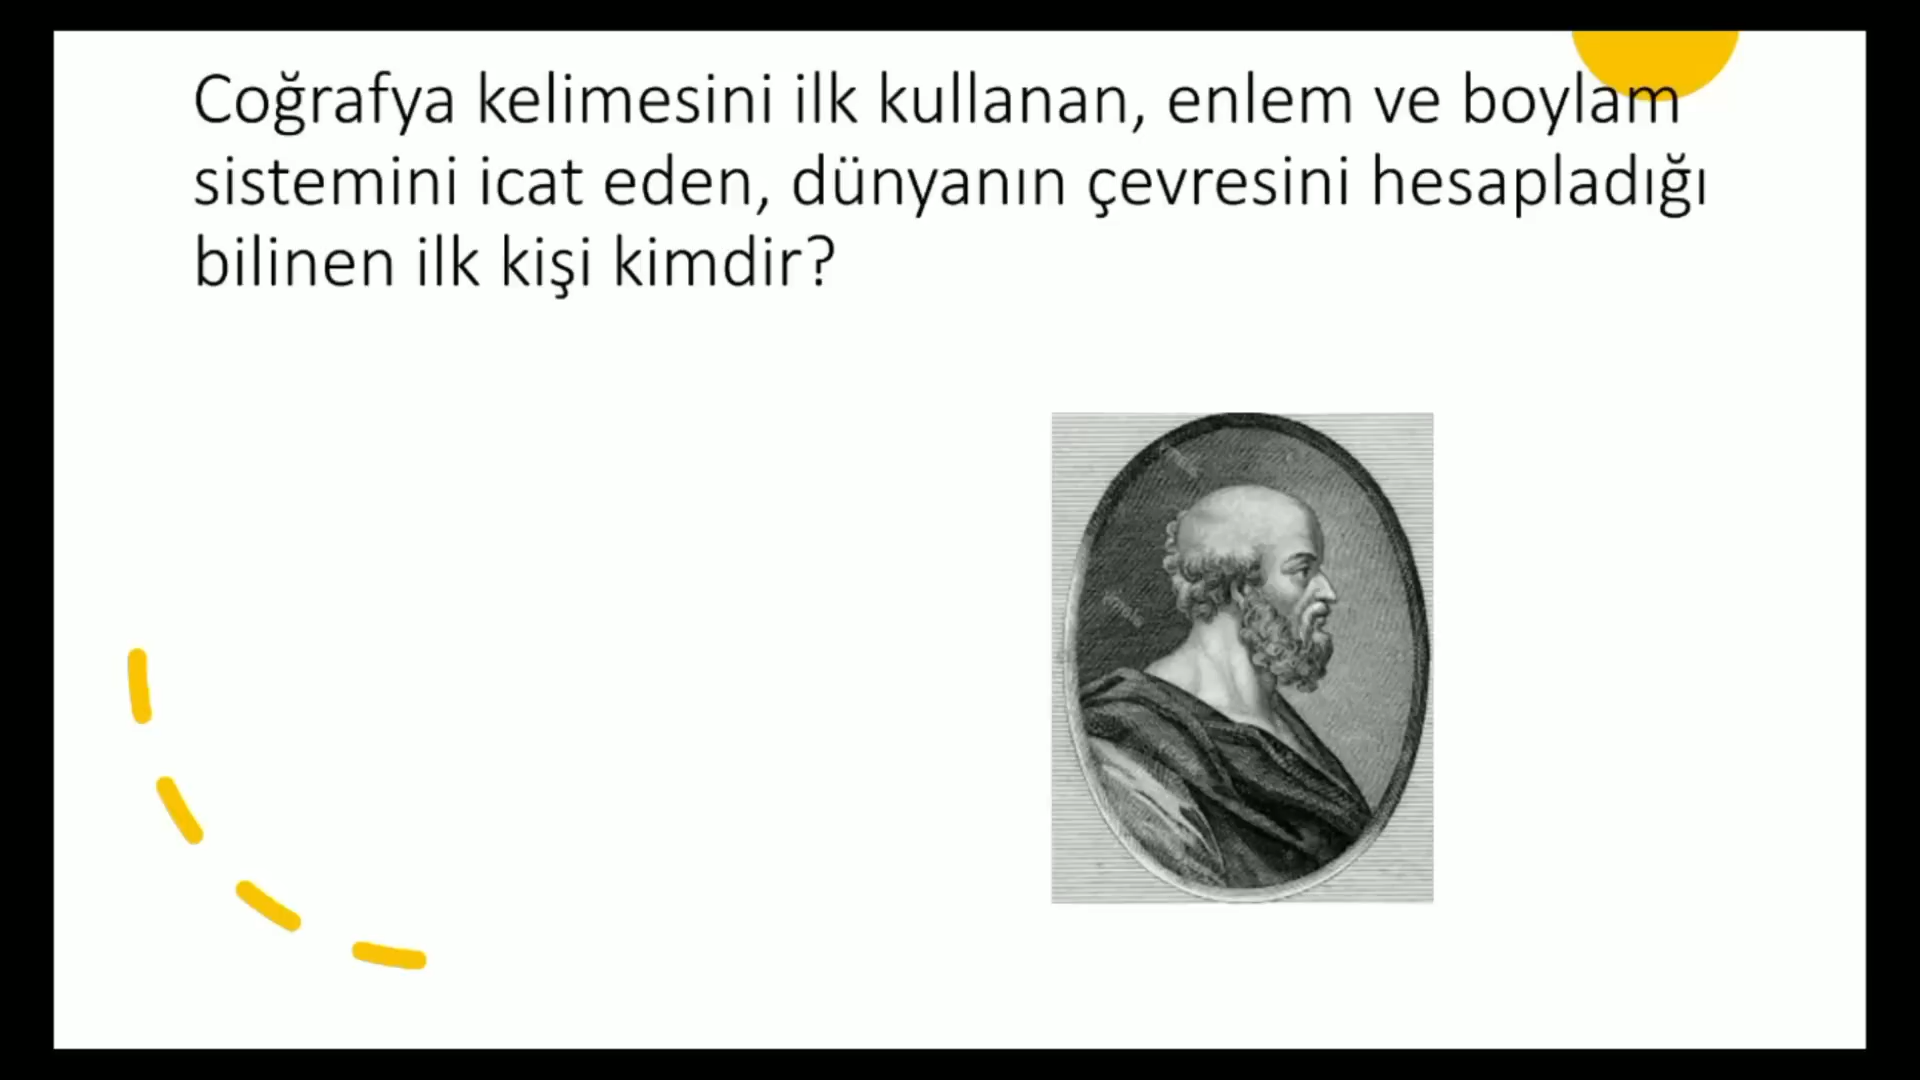 Coğrafya kelimesini ilk kullanan, enlem ve boylam
sistemini icat eden, dünyanın çevresini hesapladığı
bilinen ilk kişi kimdir?